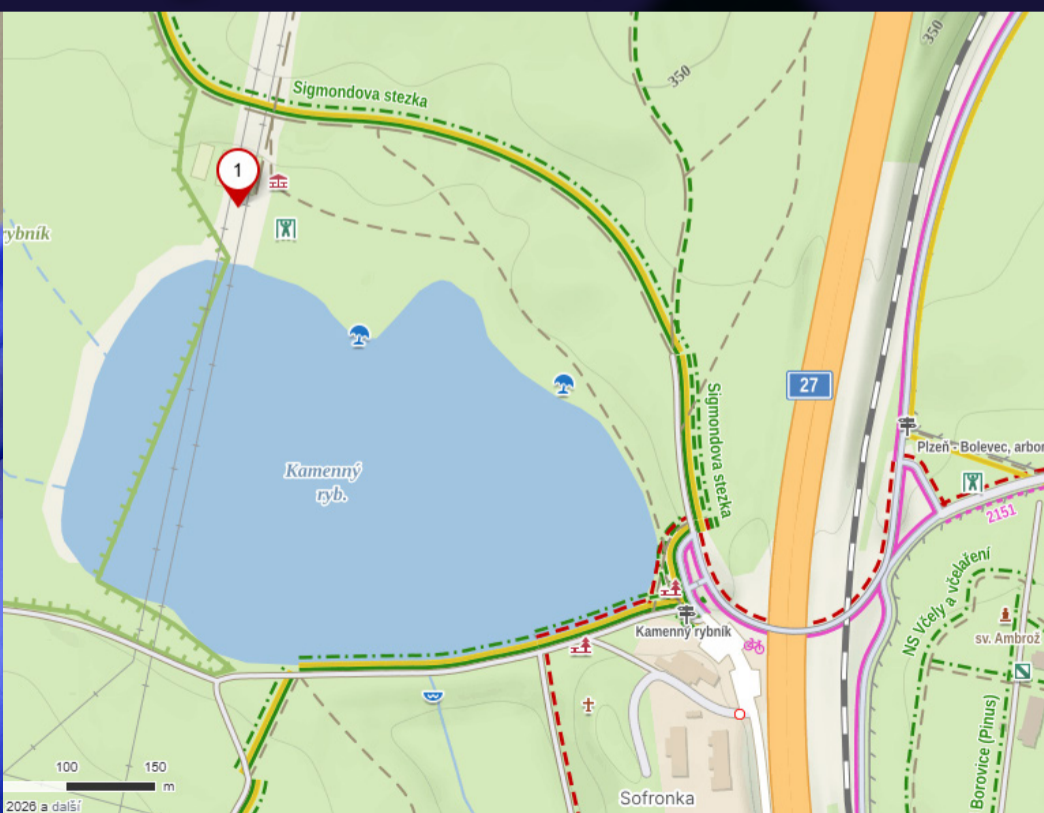 350
350
Sigmondova stezka
1
rybník
27
Sigmondova stezka
Kamenný
ryb.
Plzeň - Bolevec, arbor
2151
NS Včely a včelaření
Kamenný rybník
sv. Ambrož
Borovice (Pinus)
100
150
m
Sofronka
2026 a další